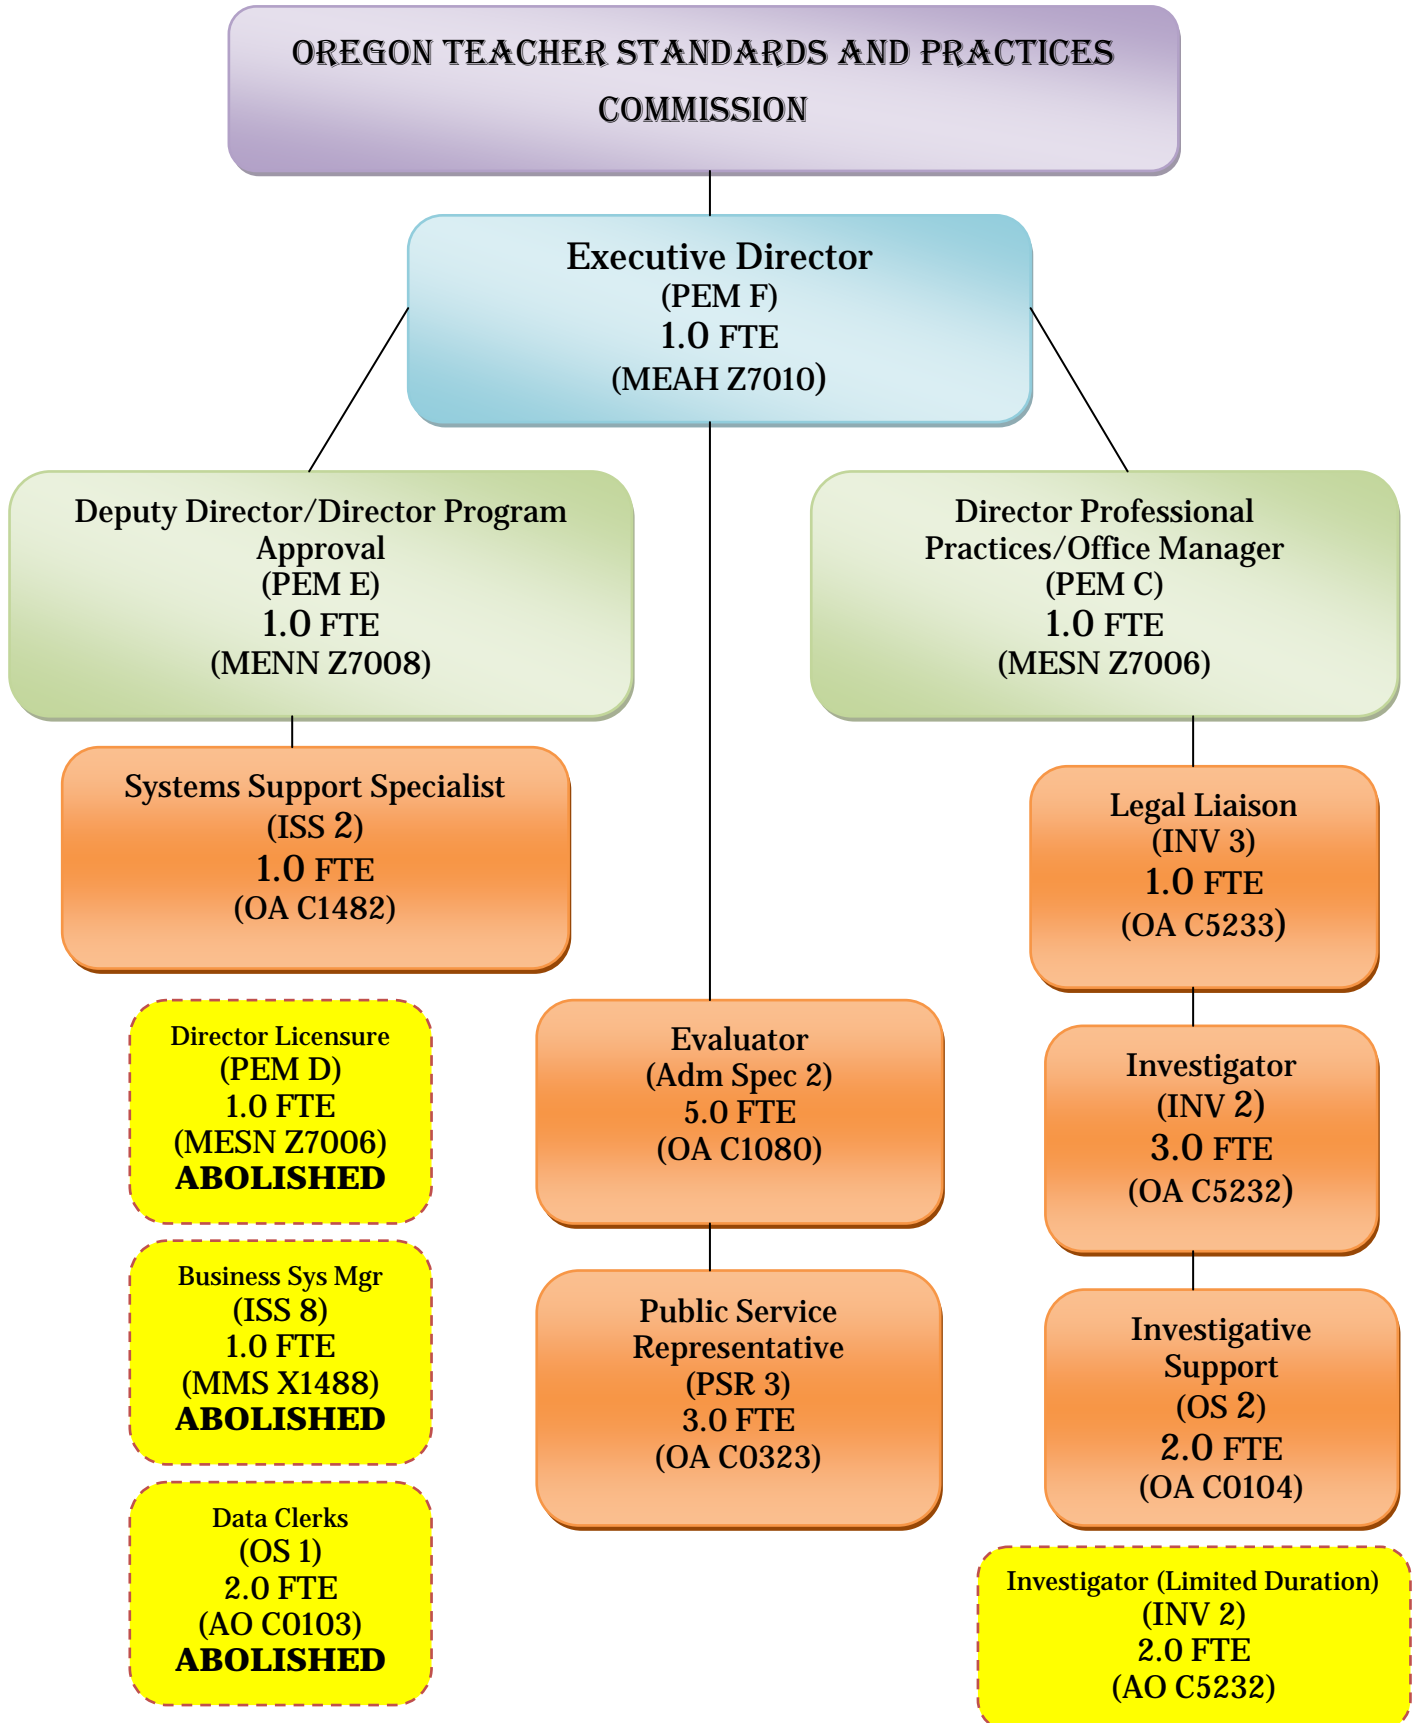 OREGON TEACHER STANDARDS AND PRACTICES
COMMISSION
Executive Director
(PEM F)
1.0 FTE
(MEAH Z7010)
Deputy Director/Director Program
Approval
(PEM E)
1.0 FTE
(MENN Z7008)
Director Professional
Practices/Office Manager
(PEM C)
1.0 FTE
(MESN Z7006)
Systems Support Specialist
(ISS 2)
1.0 FTE
(OA C1482)
Legal Liaison
(INV 3)
1.0 FTE
(OA C5233)
Director Licensure
(PEM D)
1.0 FTE
(MESN Z7006)
ABOLISHED
Evaluator
(Adm Spec 2)
5.0 FTE
(OA C1080)
Investigator
(INV 2)
3.0 FTE
(OA C5232)
Business Sys Mgr
(ISS 8)
1.0 FTE
(MMS X1488)
ABOLISHED
Public Service
Representative
(PSR 3)
3.0 FTE
(OA C0323)
Investigative
Support
(OS 2)
2.0 FTE
(OA C0104)
Data Clerks
(OS 1)
2.0 FTE
(AO C0103)
ABOLISHED
Investigator (Limited Duration)
(INV 2)
2.0 FTE
(AO C5232)